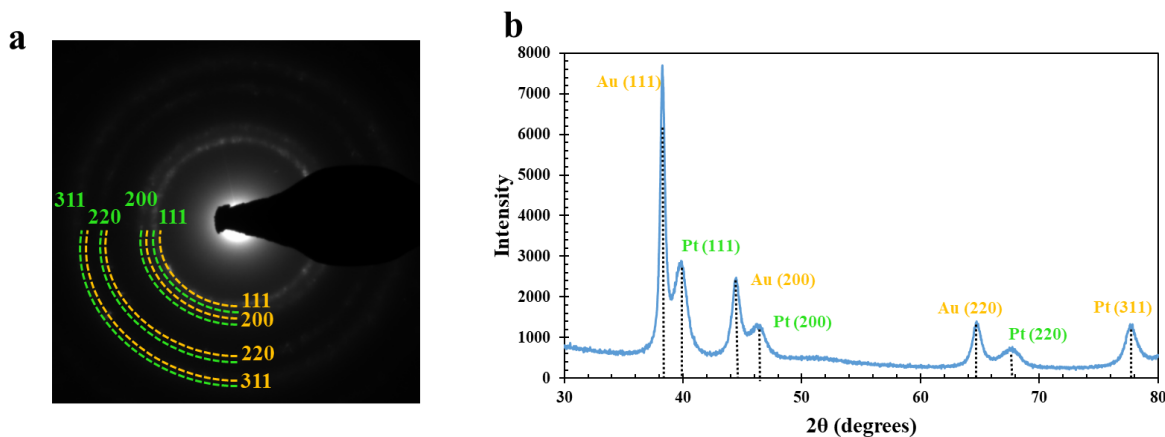 a
311
200
220
111
111
200
220
311
b
8000
7000
6000
5000
4000
3000
2000
1000
0
Intensity
Au (111)
Pt (111)
Au (200)
Pt (200)
Au (220)
Pt (220)
Pt (311)
30
40
50
60
70
80
2θ (degrees)